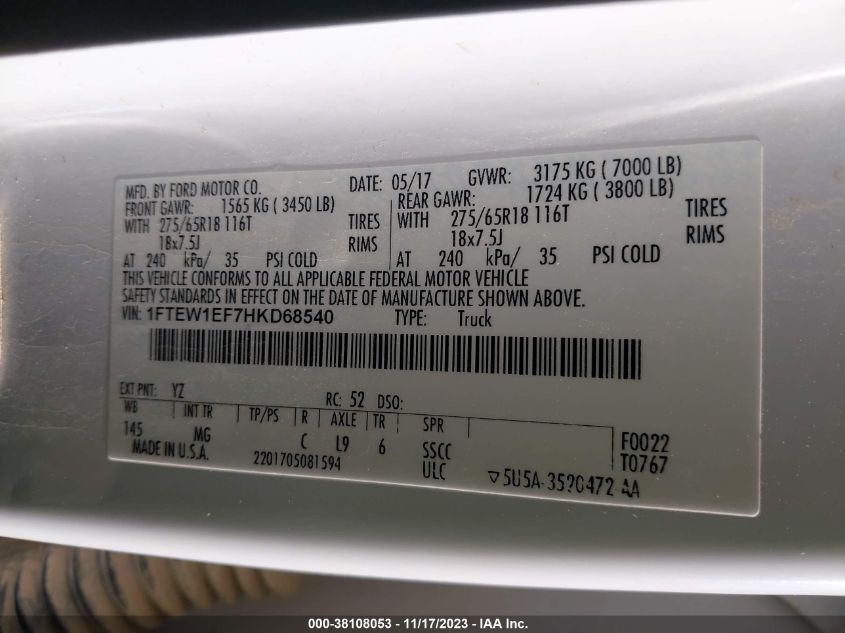 MFD. BY FORD MOTOR CO. DATE: 05/17 GVWR: 3175 KG ( 7000 LB)
FRONT GAWR: 1565 KG ( 3450 LB) REAR GAWR: 1724 KG ( 3800 LB)
WITH 275/65R18 116T TIRES WITH 275/65R18 116T TIRES
18x7.5J RIMS 18x7.5J RIMS
AT 240 kPa/ 35 PSI COLD AT 240 kPa/ 35 PSI COLD
THIS VEHICLE CONFORMS TO ALL APPLICABLE FEDERAL MOTOR VEHICLE
SAFETY STANDARDS IN EFFECT ON THE DATE OF MANUFACTURE SHOWN ABOVE.
VIN: 1FTEW1EF7HKD68540 TYPE: Truck
EXT PNT: YZ RC: 52 DSO:
WB INT TR TP/PS R AXLE TR SPR
145 MG C L9 6 SSCC F0022
MADE IN U.S.A. 2201705081594 ULC T0767
5U5A-3520472 AA
000-38108053 - 11/17/2023 - IAA Inc.